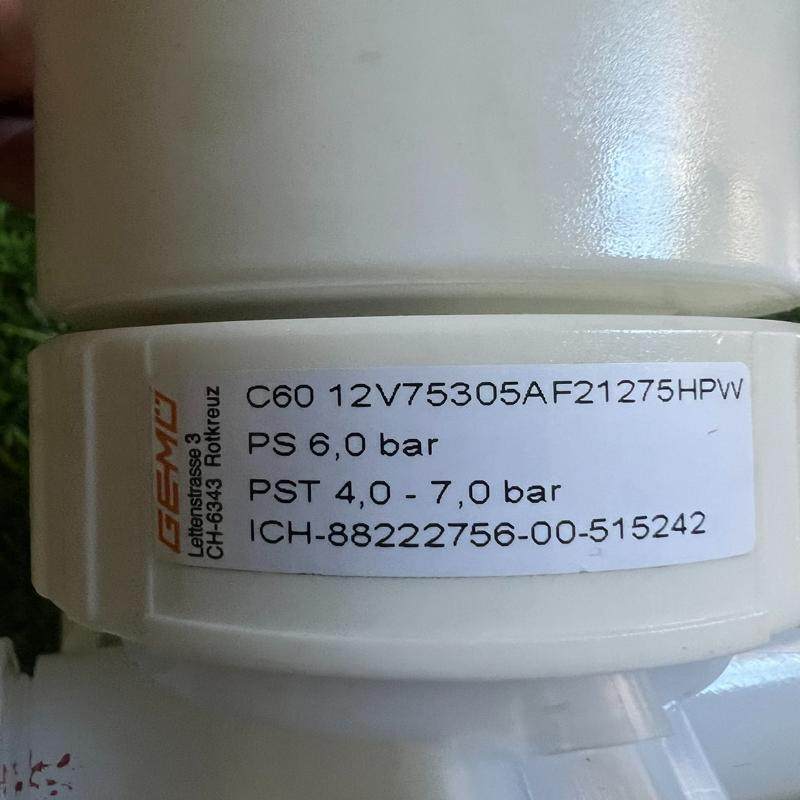 GEMÜ
Lettenstrasse 3
CH-6343 Rotkreuz
C60 12V75305AF21275HPW
PS 6,0 bar
PST 4,0 - 7,0 bar
ICH-88222756-00-515242